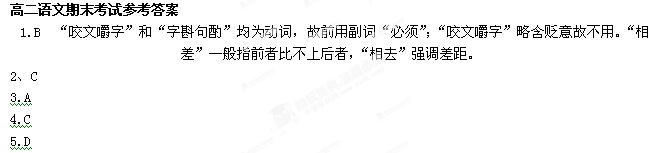 高二语文期末考试参考答案
1.B “咬文嚼字”和“字斟句酌”均为动词，故前用副词“必须”；“咬文嚼字”略含贬意故不用。“相
差”一般指前者比不上后者，“相去”强调差距。
2、C
3.A
4.C
5.D